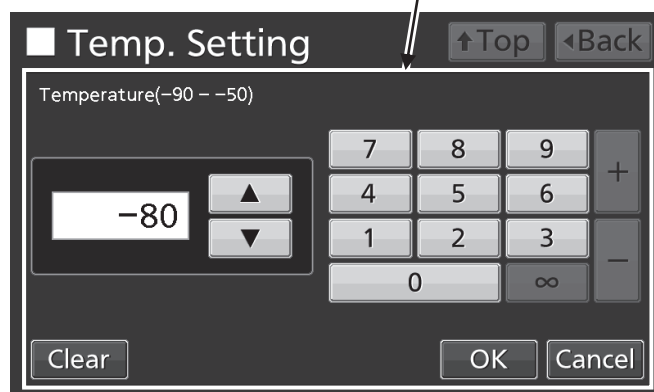 Temp. Setting
Top
Back
Temperature(−90 – −50)
7 8 9 +
−80 ▲ 4 5 6
▼ 1 2 3 −
0 ∞
Clear OK Cancel